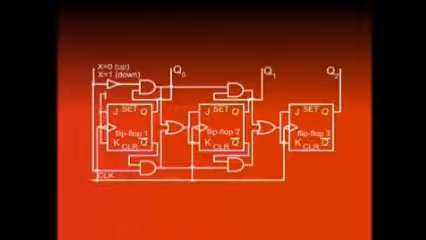 X=0 (up)
X=1 (down)
Q0
Q1
Q2
1
J SET Q
J SET Q
J SET Q
flip-flop 1
flip-flop 2
flip-flop 3
K CLR Q
K CLR Q
K CLR Q
CLK